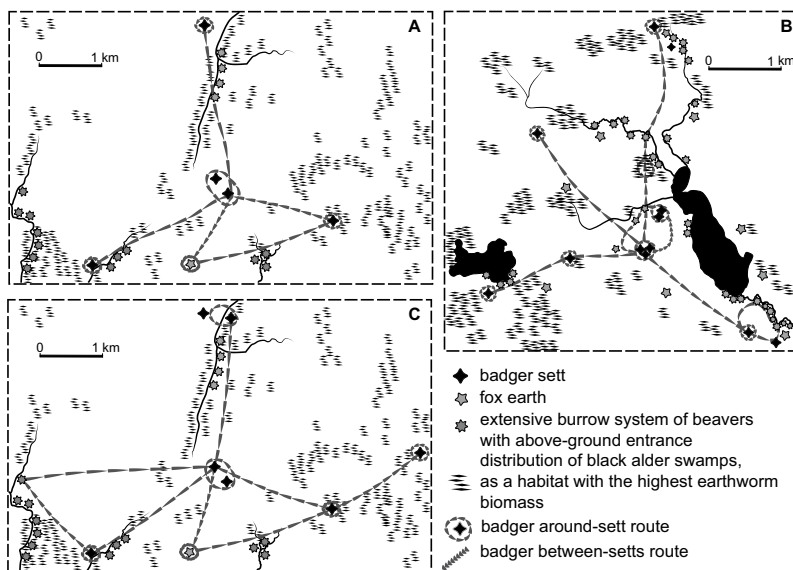 A
0 1 km
B
0 1 km
C
0 1 km
badger sett
fox earth
extensive burrow system of beavers
with above-ground entrance
distribution of black alder swamps,
as a habitat with the highest earthworm
biomass
badger around-sett route
badger between-setts route